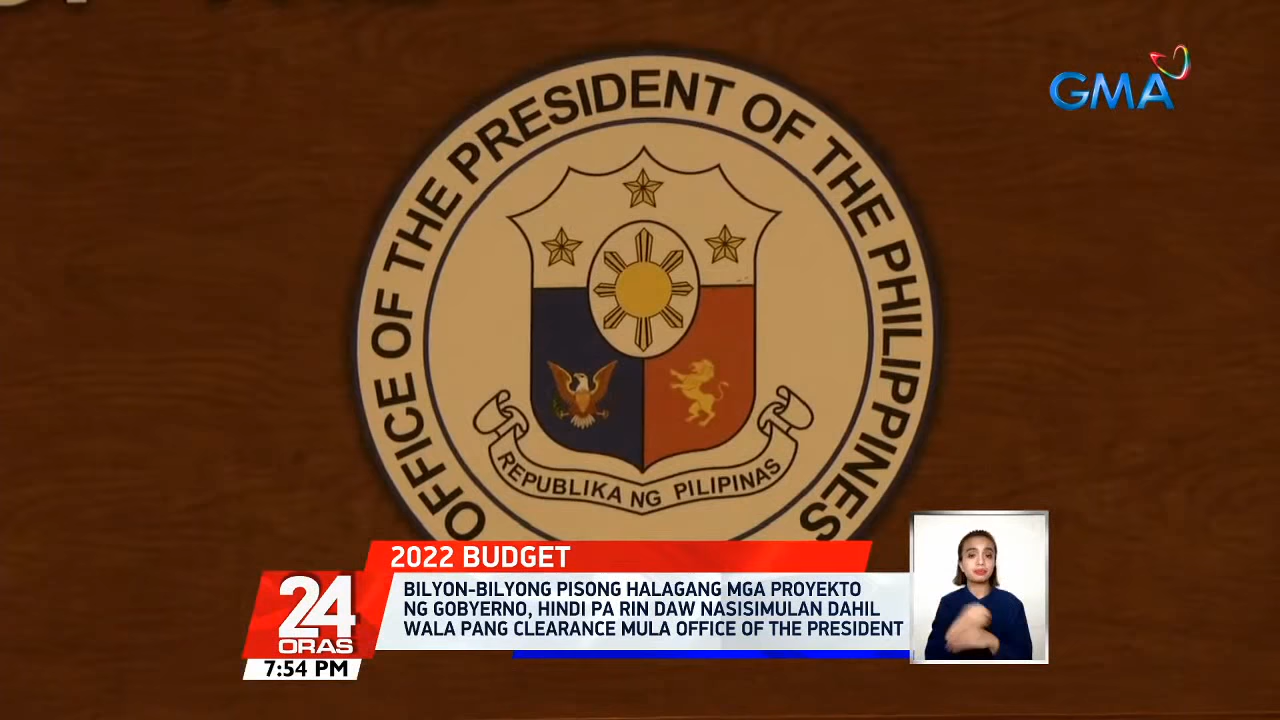 GMA
OFFICE OF THE PRESIDENT OF THE PHILIPPINES
REPUBLIKA NG PILIPINAS
2022 BUDGET
BILYON-BILYONG PISONG HALAGANG MGA PROYEKTO
NG GOBYERNO, HINDI PA RIN DAW NASISIMULAN DAHIL
WALA PANG CLEARANCE MULA OFFICE OF THE PRESIDENT
24
ORAS
7:54 PM